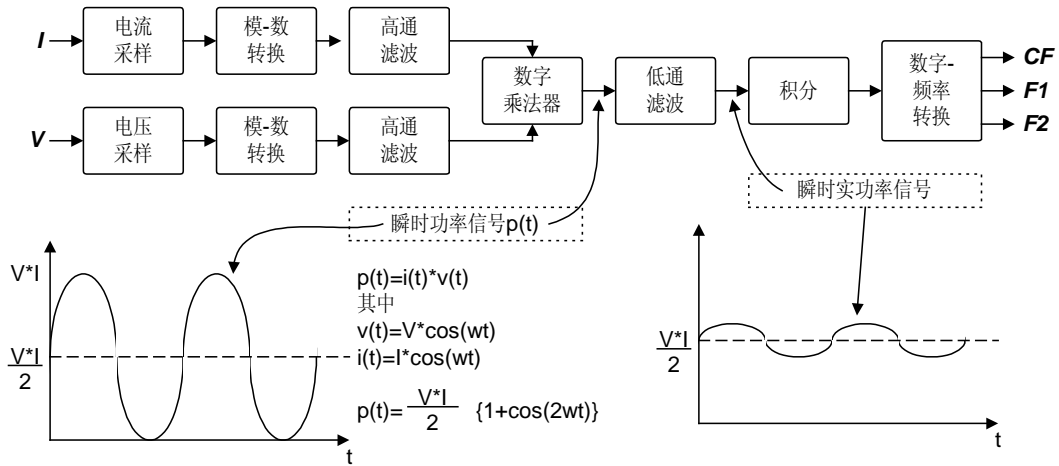 I
电流
采样
模-数
转换
高通
滤波
数字
乘法器
低通
滤波
积分
数字-
频率
转换
CF
F1
F2
V
电压
采样
模-数
转换
高通
滤波
瞬时功率信号p(t)
瞬时实功率信号
V*I
V*I
2
t
p(t)=i(t)*v(t)
其中
v(t)=V*cos(wt)
i(t)=I*cos(wt)
p(t)= V*I
2 {1+cos(2wt)}
V*I
2
t